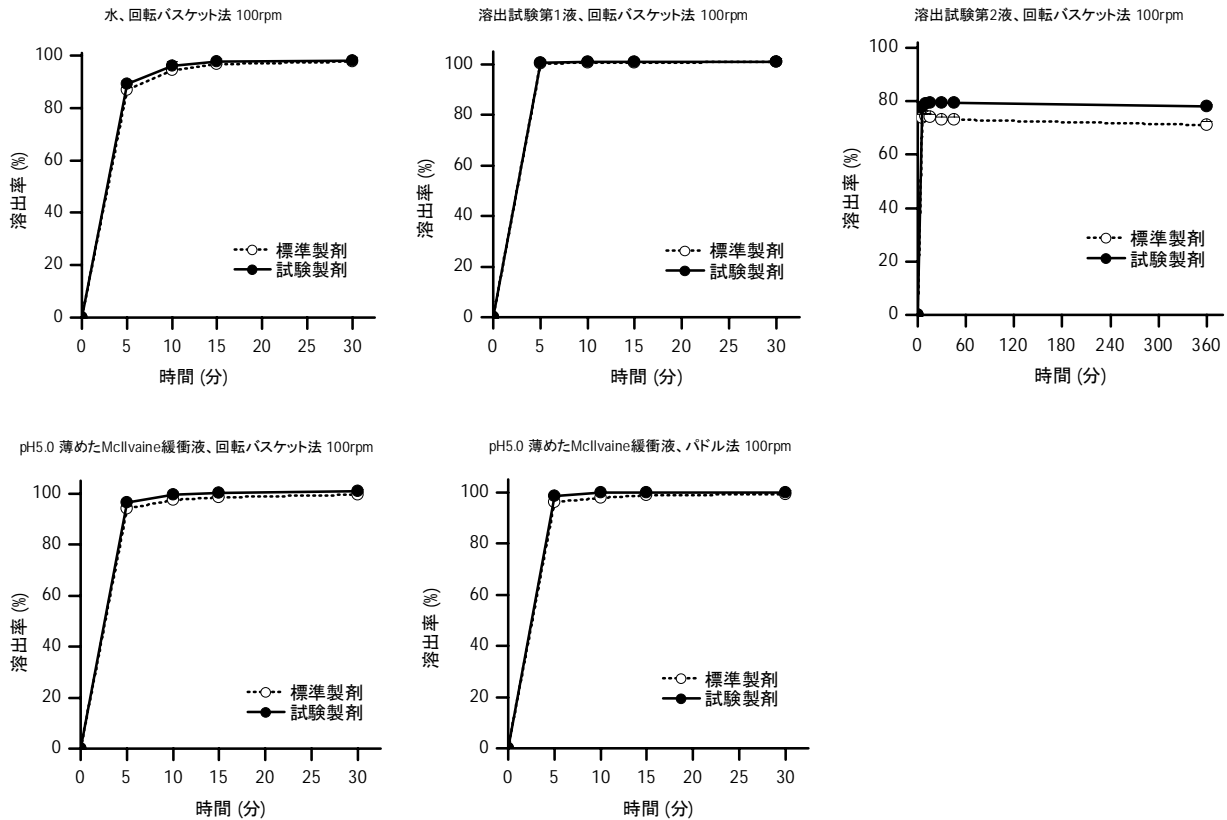 水、回転バスケット法 100rpm
溶出率 (%)
100
80
60
40
20
0
標準製剤
試験製剤
0 5 10 15 20 25 30
時間 (分)
溶出試験第1液、回転バスケット法 100rpm
溶出率 (%)
100
80
60
40
20
0
標準製剤
試験製剤
0 5 10 15 20 25 30
時間 (分)
溶出試験第2液、回転バスケット法 100rpm
溶出率 (%)
100
80
60
40
20
0
標準製剤
試験製剤
0 60 120 180 240 300 360
時間 (分)
pH5.0 薄めたMcIlvaine緩衝液、回転バスケット法 100rpm
溶出率 (%)
100
80
60
40
20
0
標準製剤
試験製剤
0 5 10 15 20 25 30
時間 (分)
pH5.0 薄めたMcIlvaine緩衝液、パドル法 100rpm
溶出率 (%)
100
80
60
40
20
0
標準製剤
試験製剤
0 5 10 15 20 25 30
時間 (分)